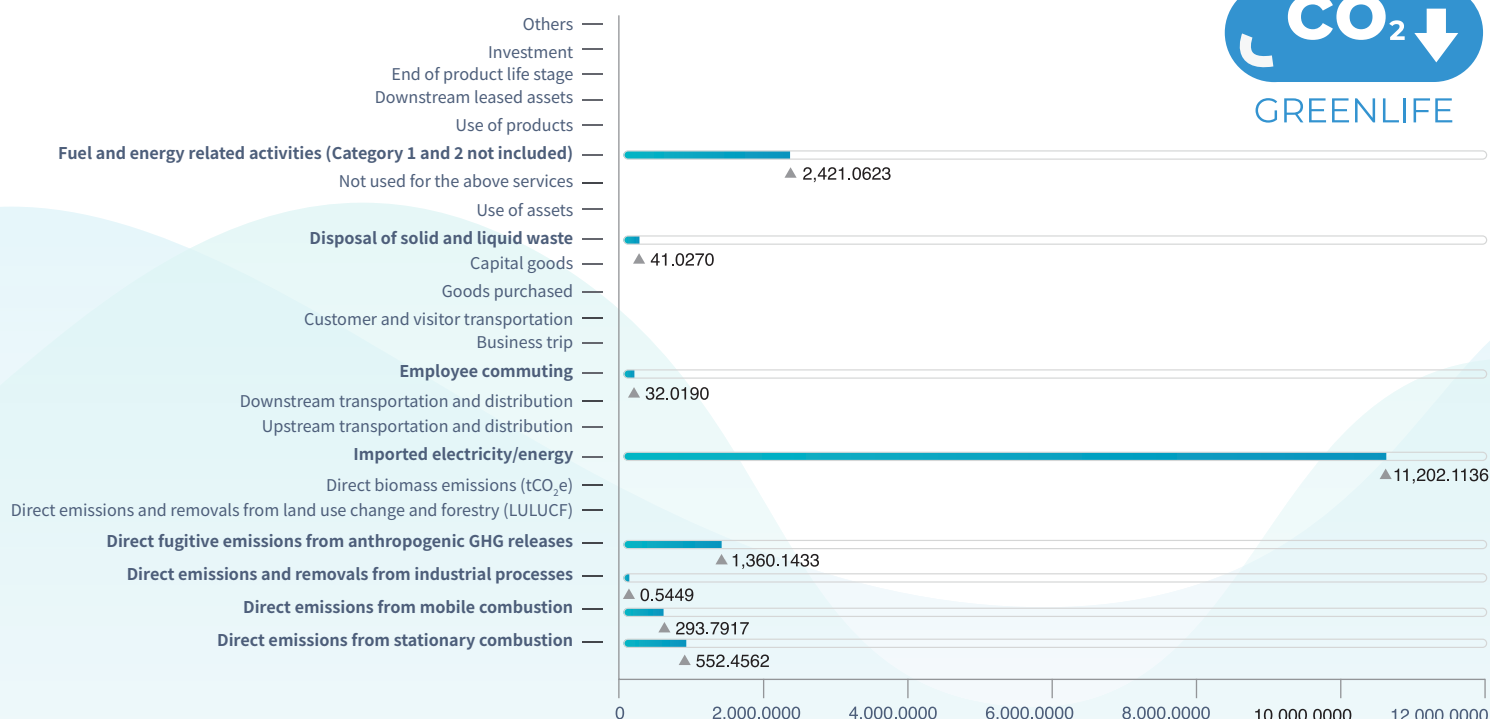 CO2
GREENLIFE
Others
Investment
End of product life stage
Downstream leased assets
Use of products
Fuel and energy related activities (Category 1 and 2 not included)
2,421.0623
Not used for the above services
Use of assets
Disposal of solid and liquid waste
41.0270
Capital goods
Goods purchased
Customer and visitor transportation
Business trip
Employee commuting
32.0190
Downstream transportation and distribution
Upstream transportation and distribution
Imported electricity/energy
11,202.1136
Direct biomass emissions (tCO2e)
Direct emissions and removals from land use change and forestry (LULUCF)
Direct fugitive emissions from anthropogenic GHG releases
1,360.1433
Direct emissions and removals from industrial processes
0.5449
Direct emissions from mobile combustion
293.7917
Direct emissions from stationary combustion
552.4562
0 2,000.0000 4,000.0000 6,000.0000 8,000.0000 10,000.0000 12,000.0000